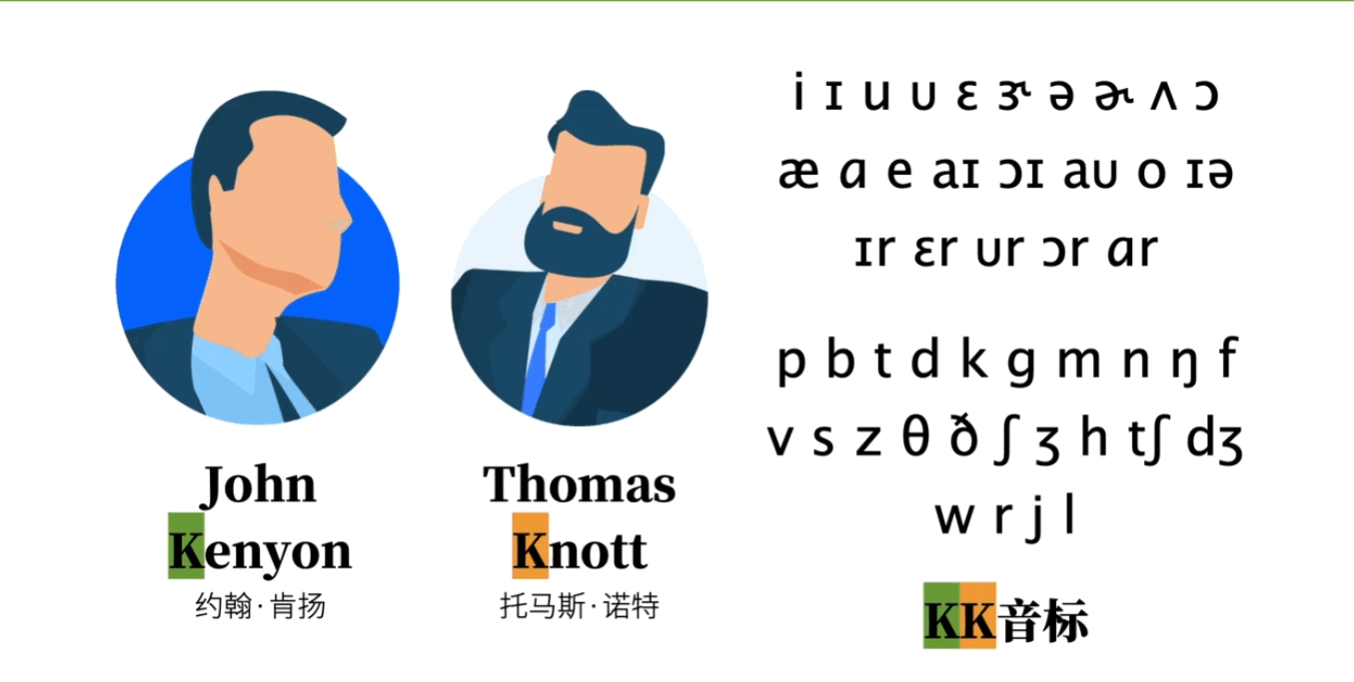 John
Kenyon
约翰·肯扬
Thomas
Knott
托马斯·诺特
i ɪ u ʊ ɛ ɝ ə ɚ ʌ ɔ
æ ɑ e aɪ ɔɪ aʊ o ɪə
ɪr ɛr ʊr ɔr ɑr
p b t d k g m n ŋ f
v s z θ ð ʃ ʒ h tʃ dʒ
w r j l
KK音标